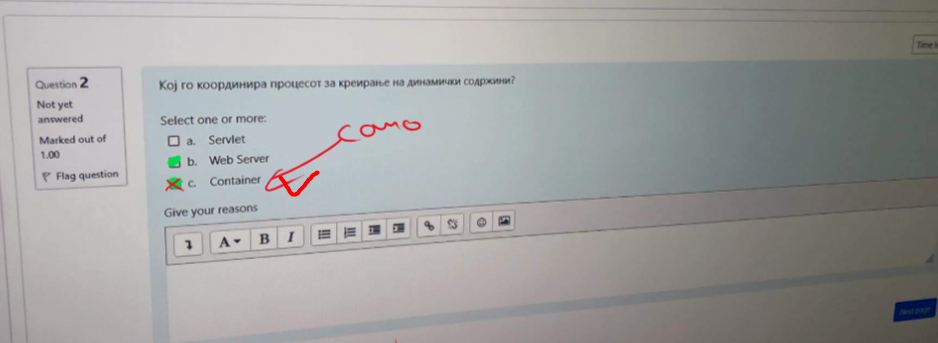 Time
Question 2
Not yet
answered
Marked out of
1.00
Flag question
Кој го координира процесот за креирање на динамички содржини?
Select one or more:
a. Servlet
b. Web Server
c. Container
само
Give your reasons
A B I
Next page